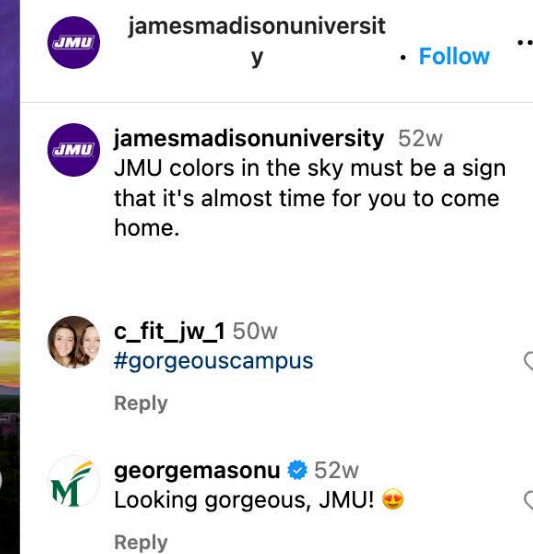 JMU
jamesmadisonuniversit
y
• Follow
JMU
jamesmadisonuniversity 52w
JMU colors in the sky must be a sign
that it's almost time for you to come
home.
c_fit_jw_1 50w
#gorgeouscampus
Reply
M
georgemasonu 52w
Looking gorgeous, JMU! 😍
Reply